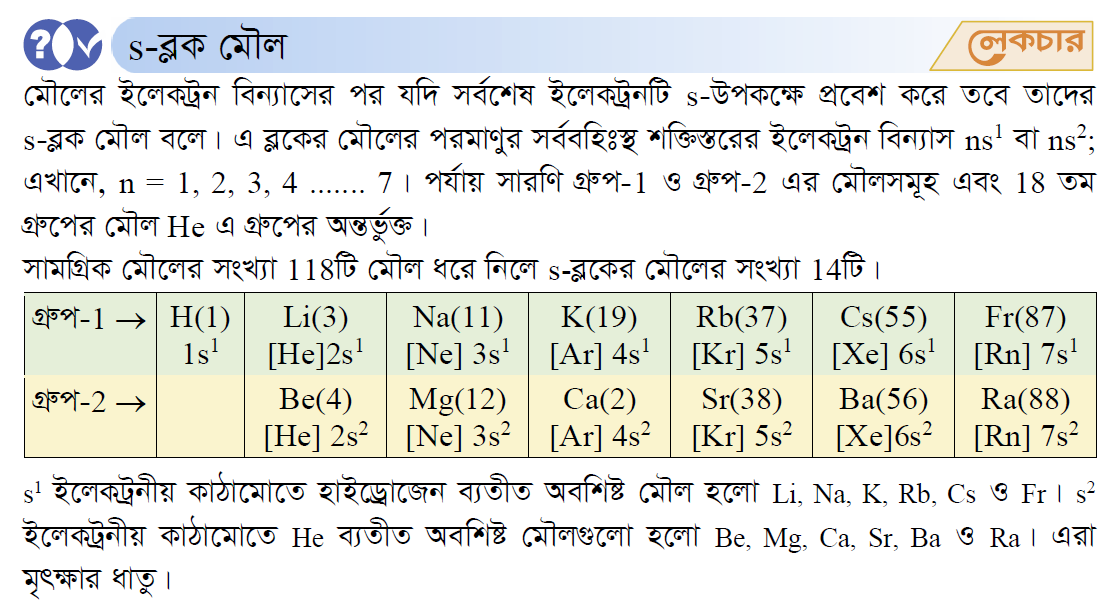 s-ব্লক মৌল
লেকচার
মৌলের ইলেকট্রন বিন্যাসের পর যদি সর্বশেষ ইলেকট্রনটি s-উপকক্ষে প্রবেশ করে তবে তাদের
s-ব্লক মৌল বলে। এ ব্লকের মৌলের পরমাণুর সর্ববহিঃস্থ শক্তিস্তরের ইলেকট্রন বিন্যাস ns¹ বা ns²;
এখানে, n = 1, 2, 3, 4 ....... 7। পর্যায় সারণি গ্রুপ-1 ও গ্রুপ-2 এর মৌলসমূহ এবং 18 তম
গ্রুপের মৌল He এ গ্রুপের অন্তর্ভুক্ত।
সামগ্রিক মৌলের সংখ্যা 118টি মৌল ধরে নিলে s-ব্লকের মৌলের সংখ্যা 14টি।
গ্রুপ-1 → H(1) Li(3) Na(11) K(19) Rb(37) Cs(55) Fr(87)
1s¹ [He]2s¹ [Ne] 3s¹ [Ar] 4s¹ [Kr] 5s¹ [Xe] 6s¹ [Rn] 7s¹
গ্রুপ-2 → Be(4) Mg(12) Ca(2) Sr(38) Ba(56) Ra(88)
[He] 2s² [Ne] 3s² [Ar] 4s² [Kr] 5s² [Xe]6s² [Rn] 7s²
s¹ ইলেকট্রনীয় কাঠামোতে হাইড্রোজেন ব্যতীত অবশিষ্ট মৌল হলো Li, Na, K, Rb, Cs ও Fr। s²
ইলেকট্রনীয় কাঠামোতে He ব্যতীত অবশিষ্ট মৌলগুলো হলো Be, Mg, Ca, Sr, Ba ও Ra। এরা
মৃৎক্ষার ধাতু।